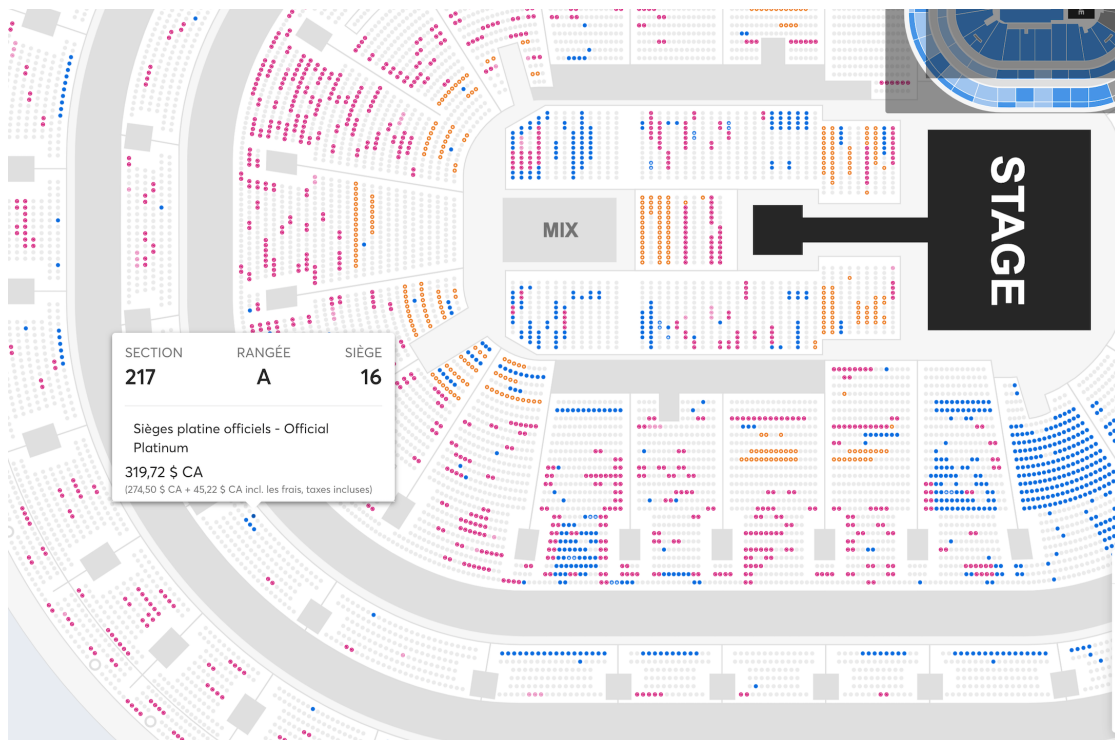 STAGE
MIX
SECTION RANGÉE SIÈGE
217 A 16
Sièges platine officiels - Official
Platinum
319,72 $ CA
(274,50 $ CA + 45,22 $ CA incl. les frais, taxes incluses)